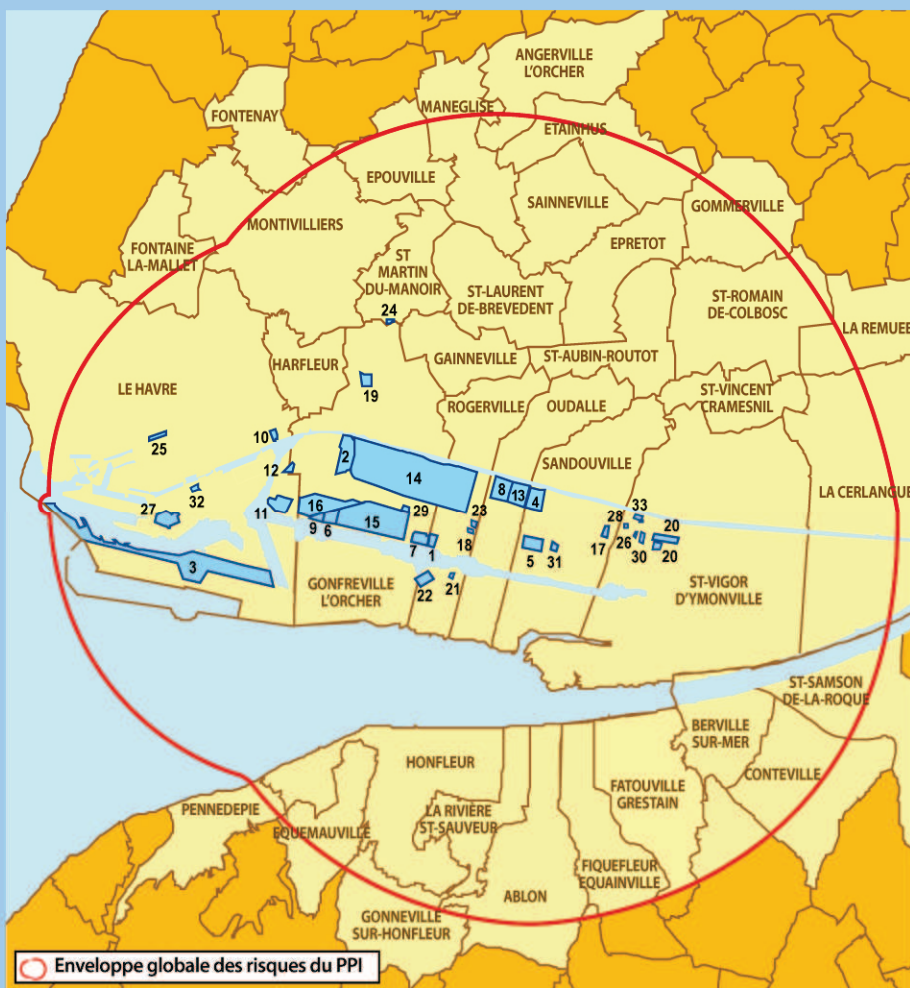 ANGERVILLE
L'ORCHER
MANEGLISE
FONTENAY
ETAINHUS
EPOUVILLE
SAINNEVILLE
GOMMERVILLE
MONTIVILLIERS
EPRETOT
FONTAINE
LA-MALLET
ST
MARTIN
DU-MANOIR
ST-LAURENT
DE-BREVEDENT
ST-ROMAIN
DE-COLBOSC
24
LA REMUEE
HARFLEUR
GAINNEVILLE
ST-AUBIN-ROUTOT
19
LE HAVRE
ST-VINCENT
CRAMESNIL
ROGERVILLE
OUDALLE
10
25
2
SANDOUVILLE
12
14
8
13
4
LA CERLANGUE
32
27
11
16
29
23
33
28
20
9
6
15
7
1
18
5
31
17
26
30
20
3
GONFREVILLE
L'ORCHER
22
21
ST-VIGOR
D'YMONVILLE
ST-SAMSON
DE-LA-ROQUE
BERVILLE
SUR-MER
HONFLEUR
CONTEVILLE
FATOUVILLE
GRESTAIN
PENNEDEPIE
LA RIVIÈRE
ST-SAUVEUR
EQUEMAUVILLE
FIQUEFLEUR
EQUAINVILLE
ABLON
GONNEVILLE
SUR-HONFLEUR
Enveloppe globale des risques du PPI